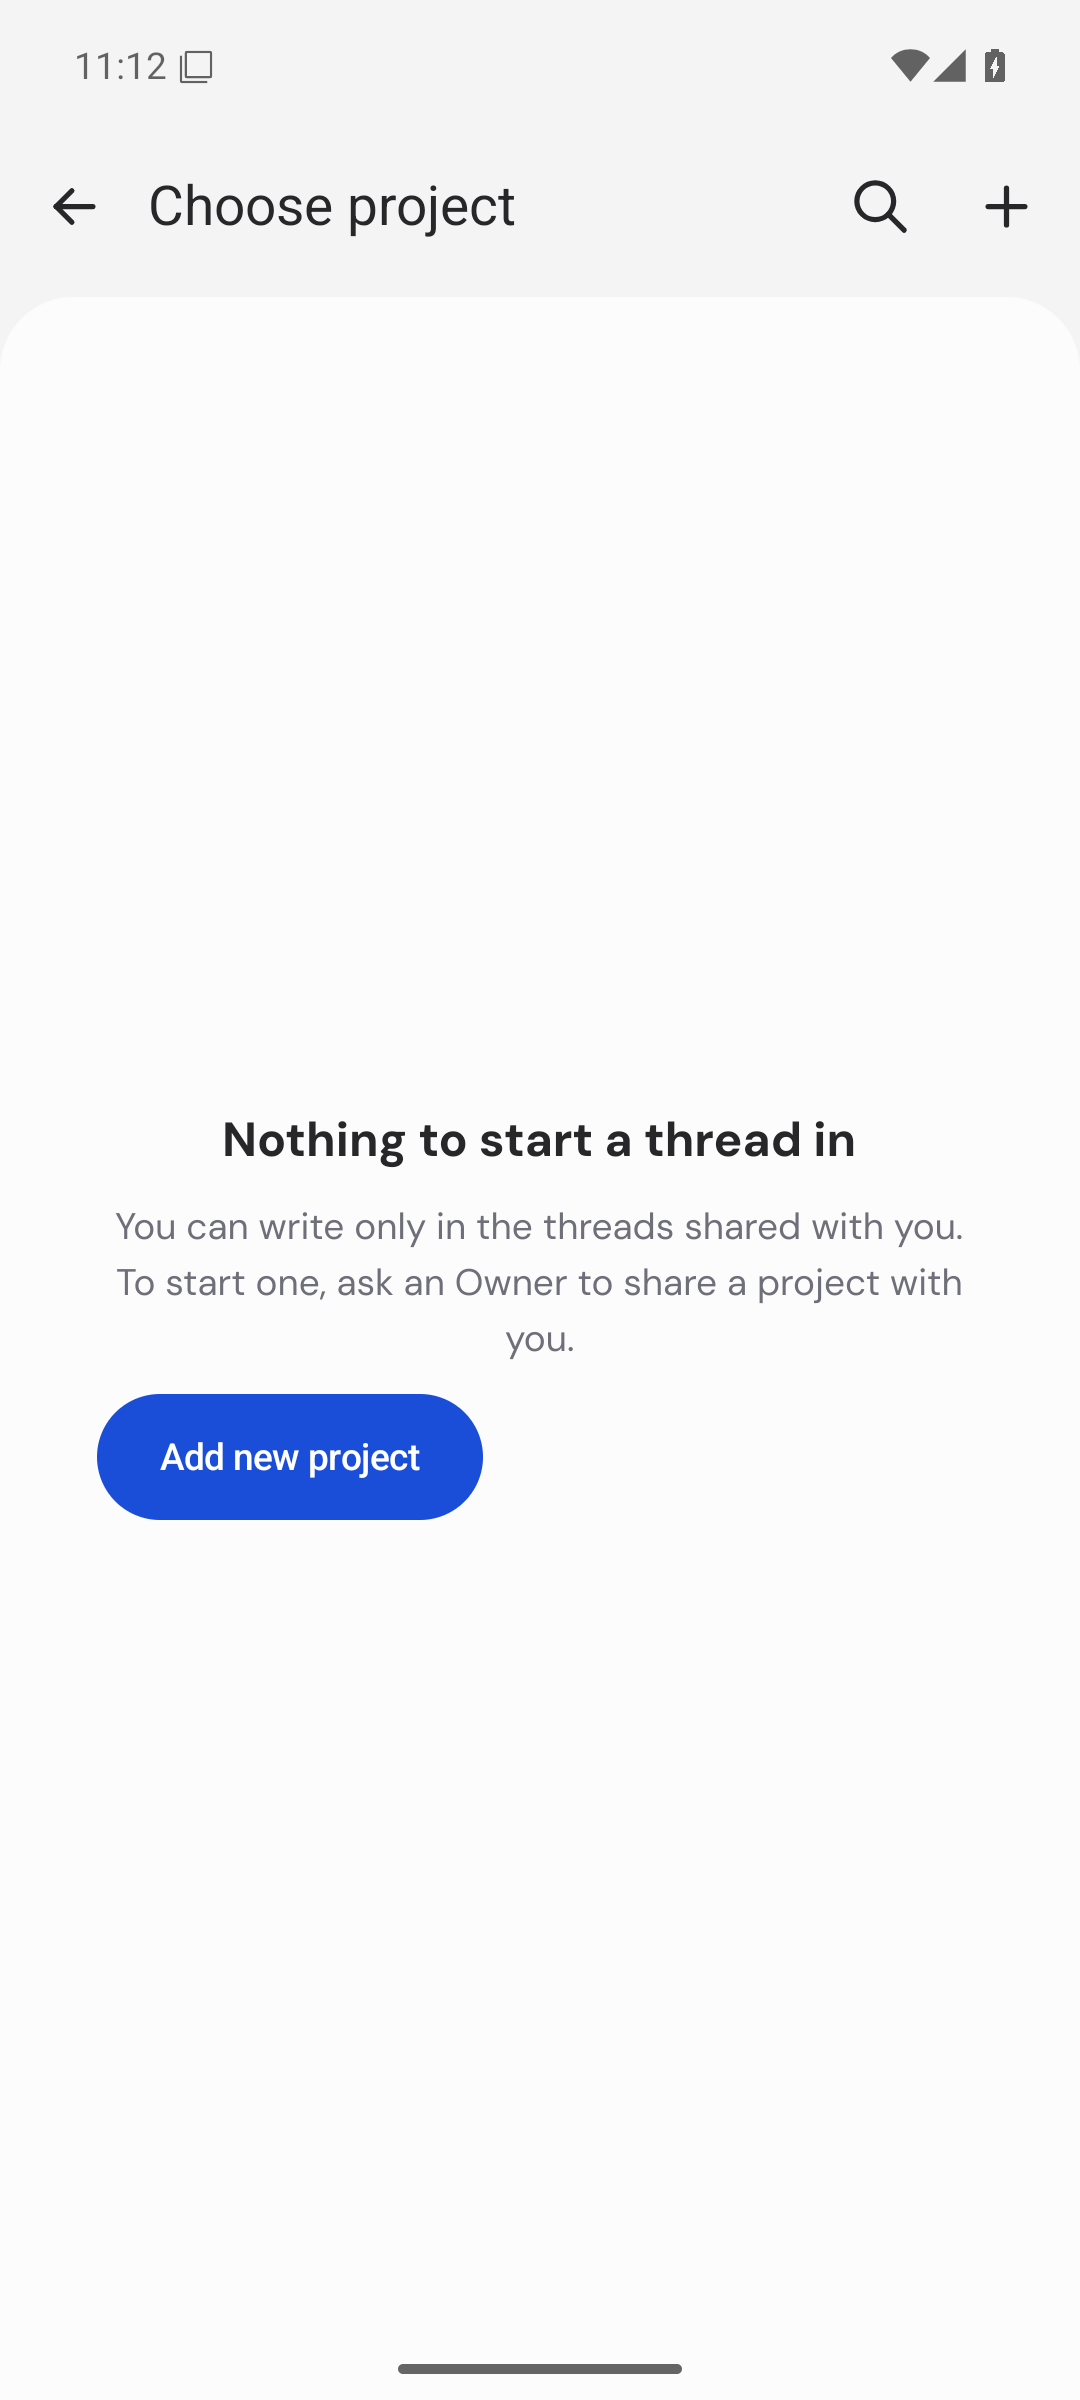 11:12
Choose project
Nothing to start a thread in
You can write only in the threads shared with you.
To start one, ask an Owner to share a project with
you.
Add new project